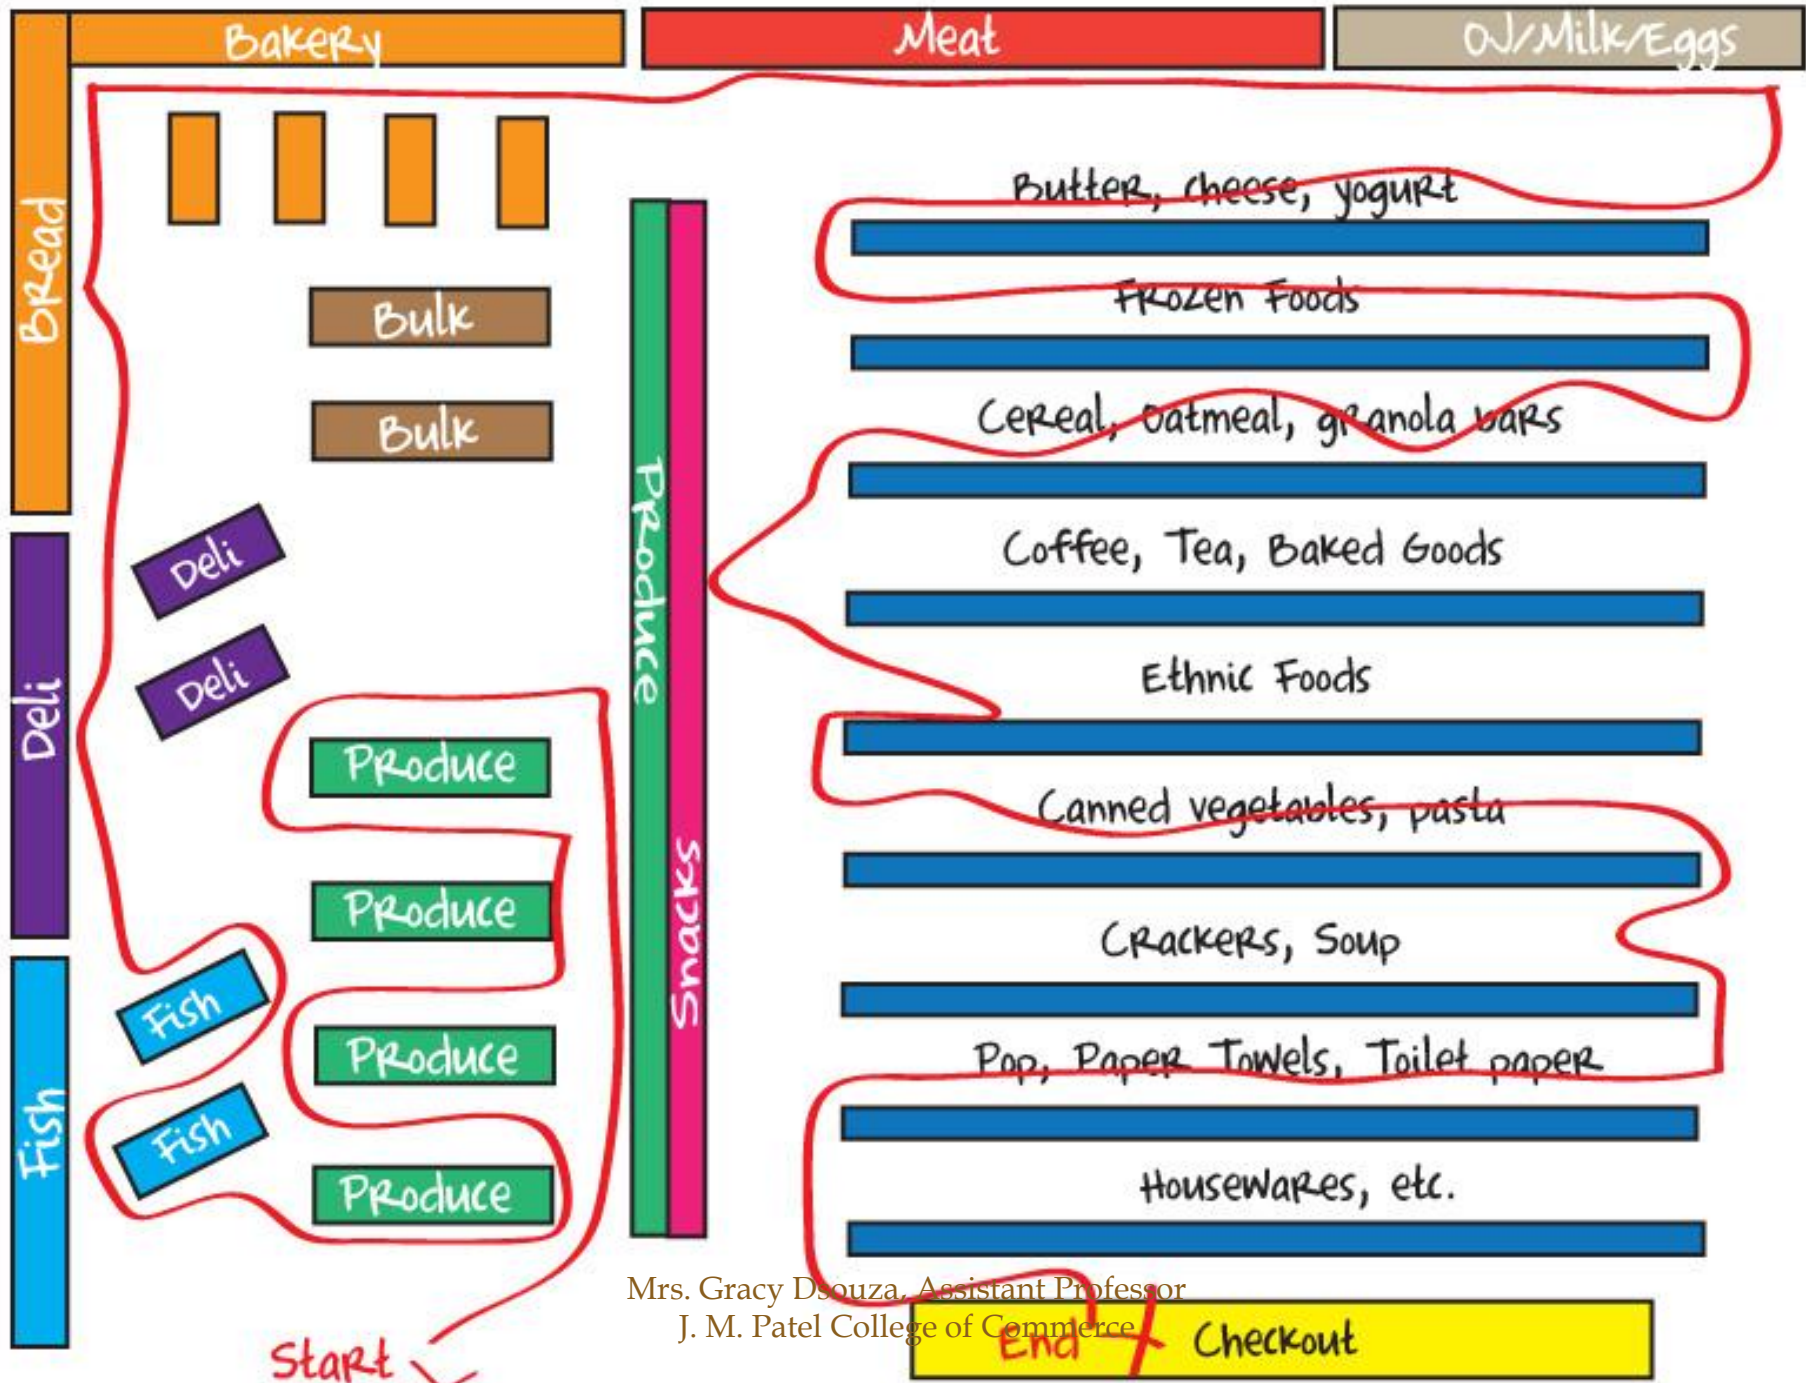 Bakery
Meat
OJ/Milk/Eggs
Bread
Butter, cheese, yogurt
Bulk
Frozen Foods
Bulk
Cereal, Oatmeal, granola bars
Produce
Deli
Coffee, Tea, Baked Goods
Deli
Deli
Ethnic Foods
Produce
Canned vegetables, pasta
Produce
Snacks
Crackers, Soup
Fish
Produce
Pop, Paper Towels, Toilet paper
Fish
Fish
Produce
Housewares, etc.
Mrs. Gracy Dsouza, Assistant Professor
J. M. Patel College of Commerce
Start
End
Checkout